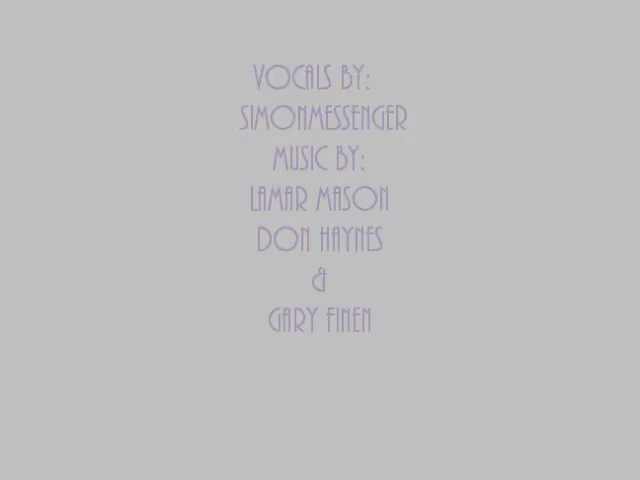 VOCALS BY:
SIMONMESSENGER
MUSIC BY:
LAMAR MASON
DON HAYNES
&
GARY FINEN